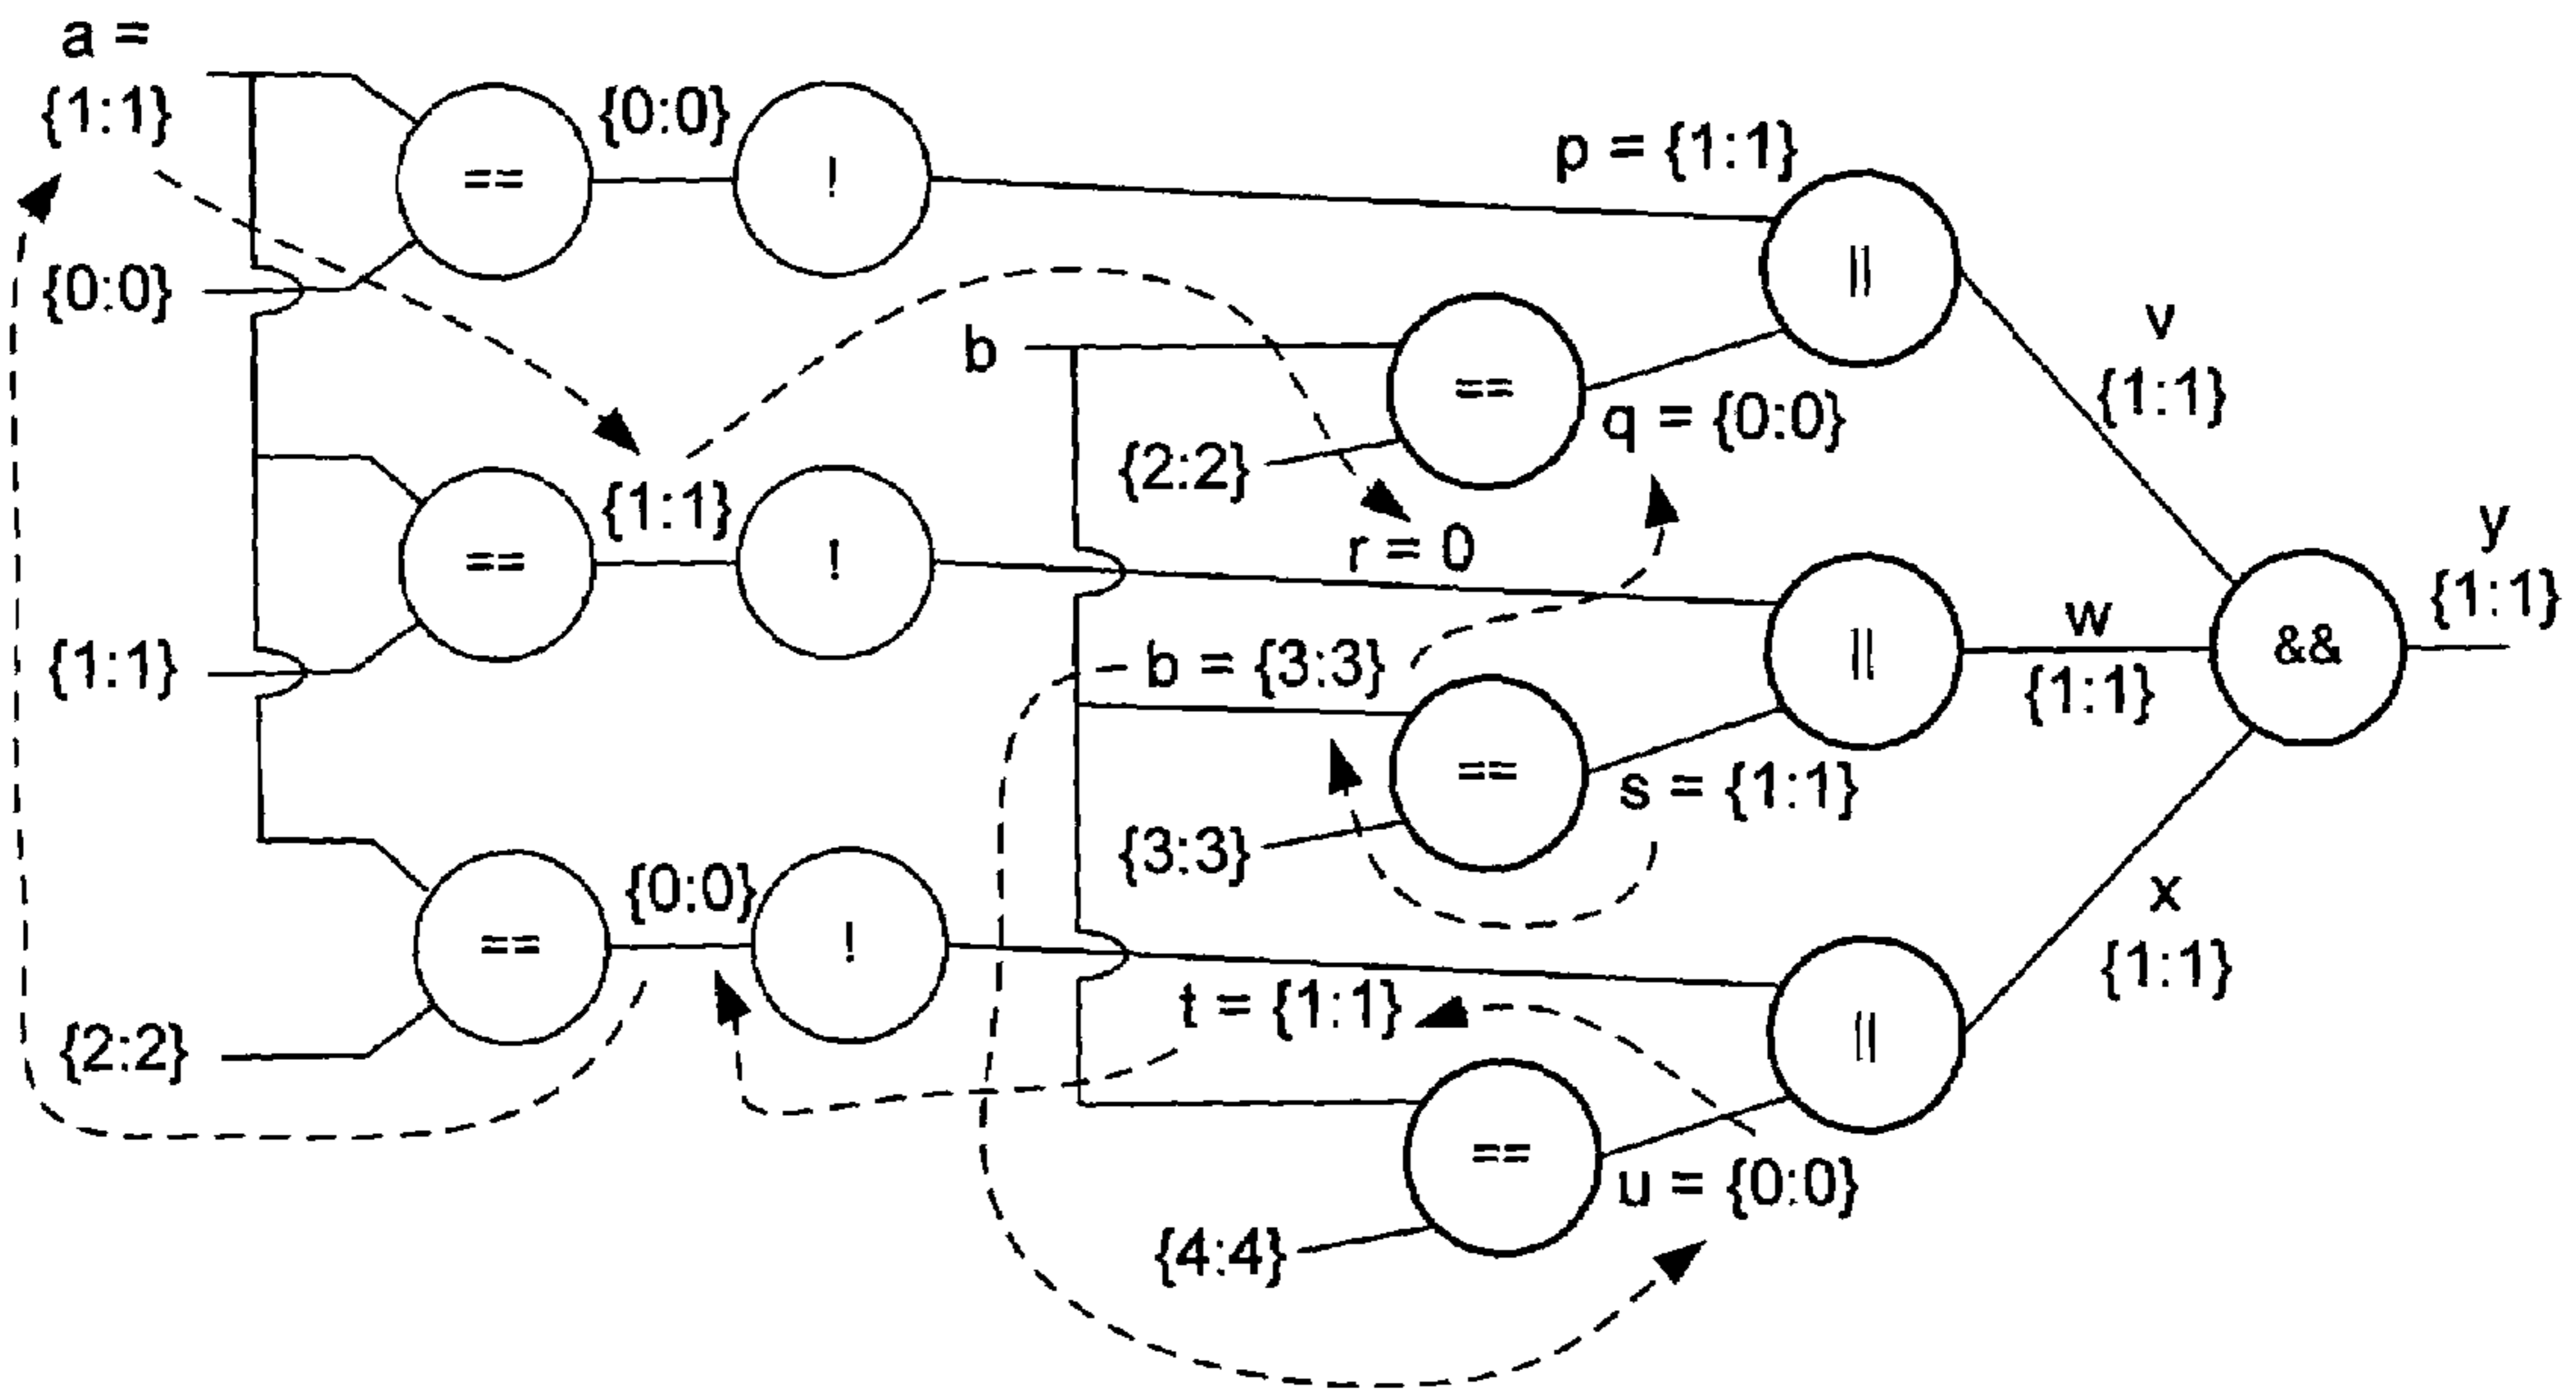 a =
{1:1}
{0:0}
==
{0:0}
!
p = {1:1}
||
b
{2:2}
==
q = {0:0}
v
{1:1}
{1:1}
==
{1:1}
!
r = 0
b = {3:3}
{3:3}
==
s = {1:1}
||
w
{1:1}
&&
y
{1:1}
{2:2}
==
{0:0}
!
t = {1:1}
{4:4}
==
u = {0:0}
||
x
{1:1}